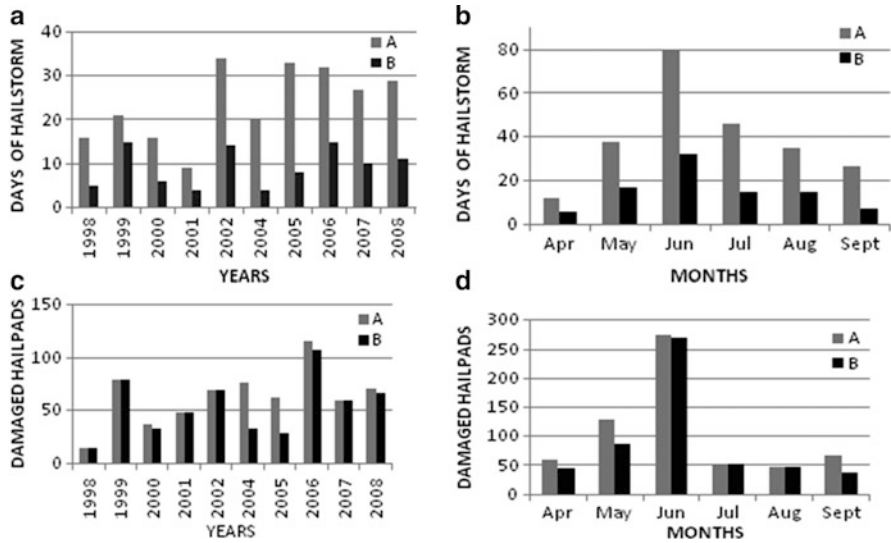 a
DAYS OF HAILSTORM
40
30
20
10
0
A
B
1998 1999 2000 2001 2002 2004 2005 2006 2007 2008
YEARS
b
DAYS OF HAILSTORM
80
60
40
20
0
A
B
Apr May Jun Jul Aug Sept
MONTHS
c
DAMAGED HAILPADS
150
100
50
0
A
B
1998 1999 2000 2001 2002 2004 2005 2006 2007 2008
YEARS
d
DAMAGED HAILPADS
300
250
200
150
100
50
0
A
B
Apr May Jun Jul Aug Sept
MONTHS